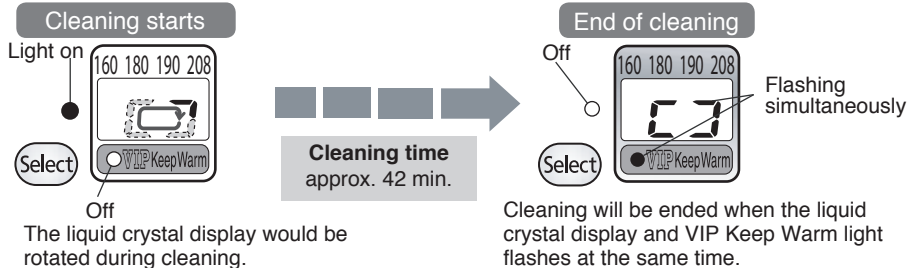 Cleaning starts
Light on
160 180 190 208
Select
VIP KeepWarm
Off
The liquid crystal display would be
rotated during cleaning.
Cleaning time
approx. 42 min.
End of cleaning
Off
160 180 190 208
Flashing
simultaneously
Select
VIP KeepWarm
Cleaning will be ended when the liquid
crystal display and VIP Keep Warm light
flashes at the same time.